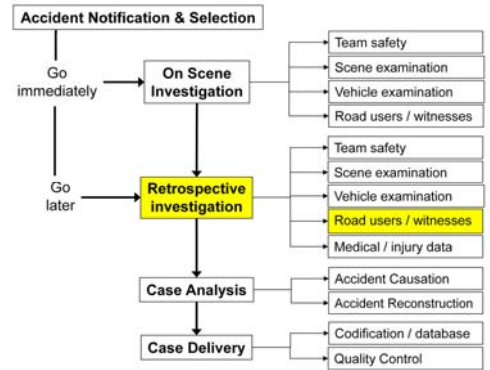 Accident Notification & Selection
Go
immediately
On Scene
Investigation
Team safety
Scene examination
Vehicle examination
Road users / witnesses
Go
later
Retrospective
investigation
Team safety
Scene examination
Vehicle examination
Road users / witnesses
Medical / injury data
Case Analysis
Accident Causation
Accident Reconstruction
Case Delivery
Codification / database
Quality Control